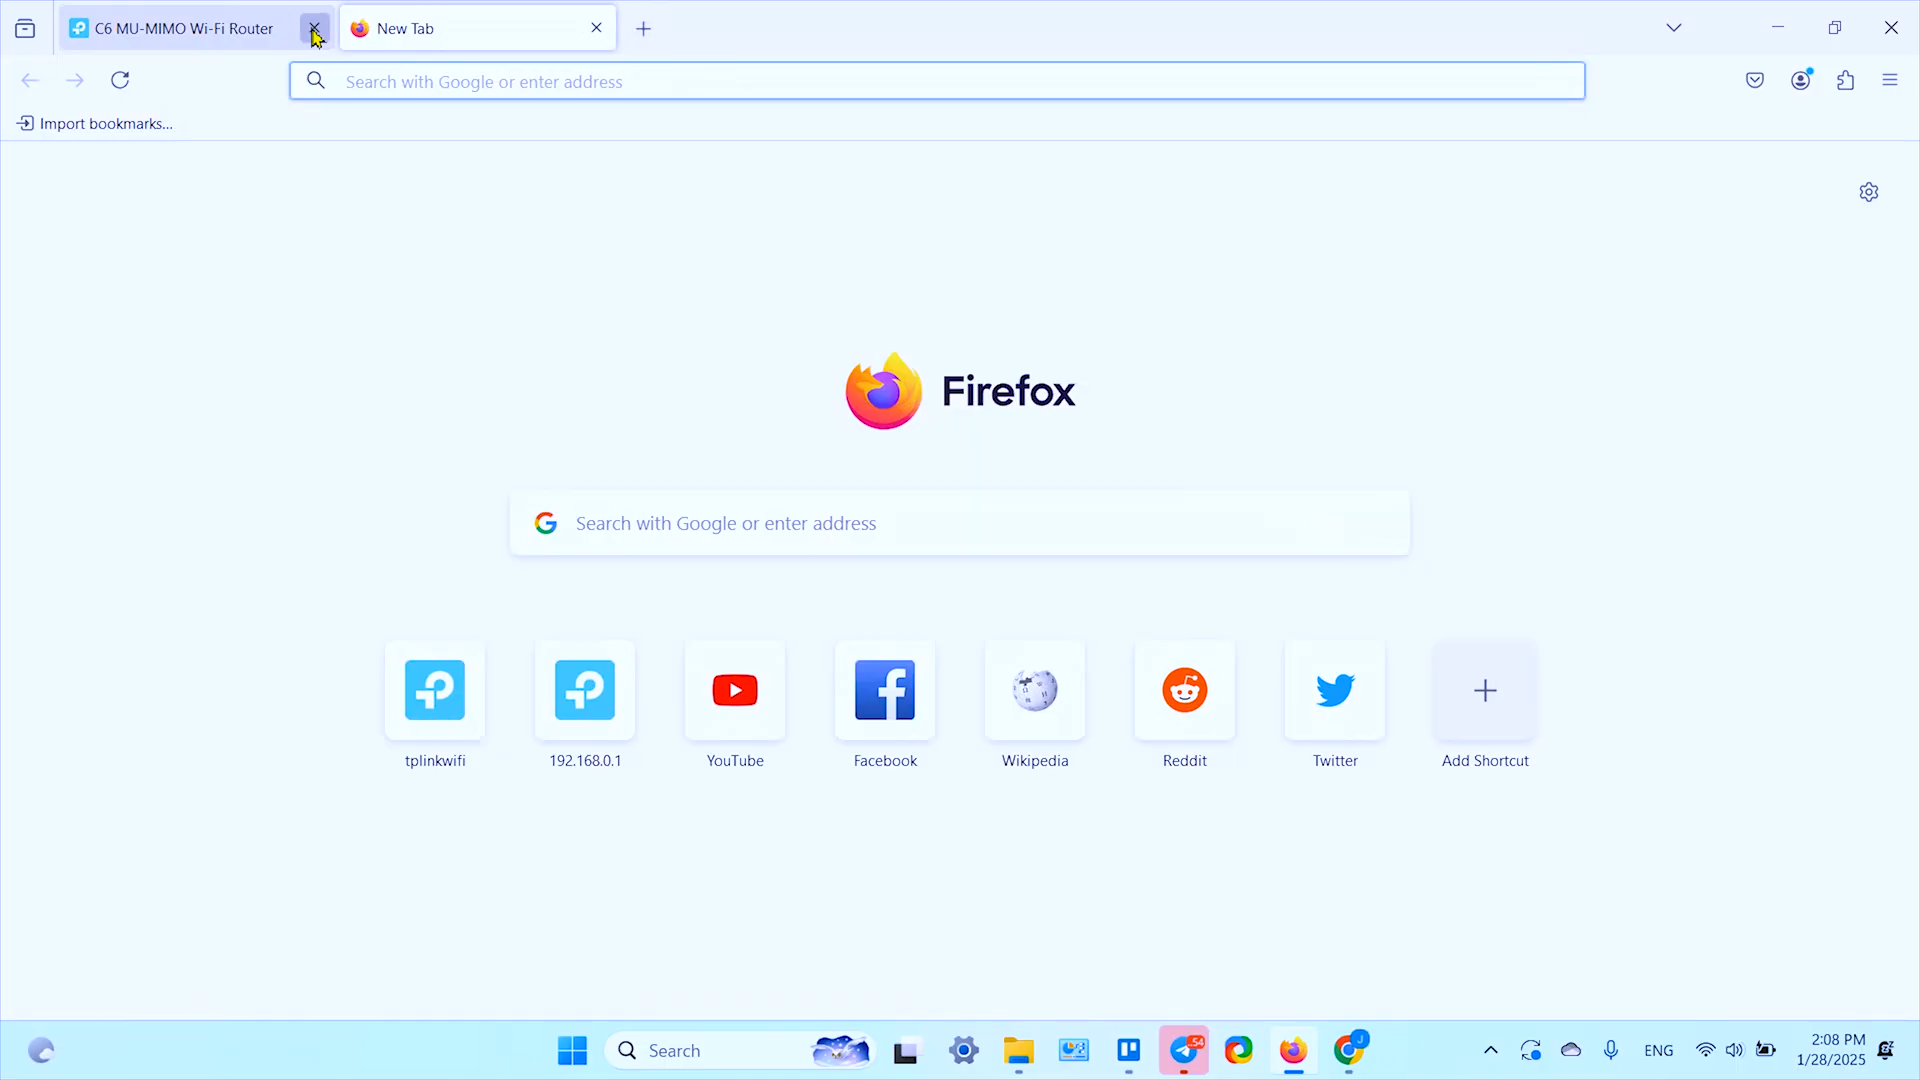 C6 MU-MIMO Wi-Fi Router
New Tab
Search with Google or enter address
Import bookmarks...
Firefox
Search with Google or enter address
tplinkwifi
192.168.0.1
YouTube
Facebook
Wikipedia
Reddit
Twitter
Add Shortcut
Search
54
J
ENG
2:08 PM
1/28/2025